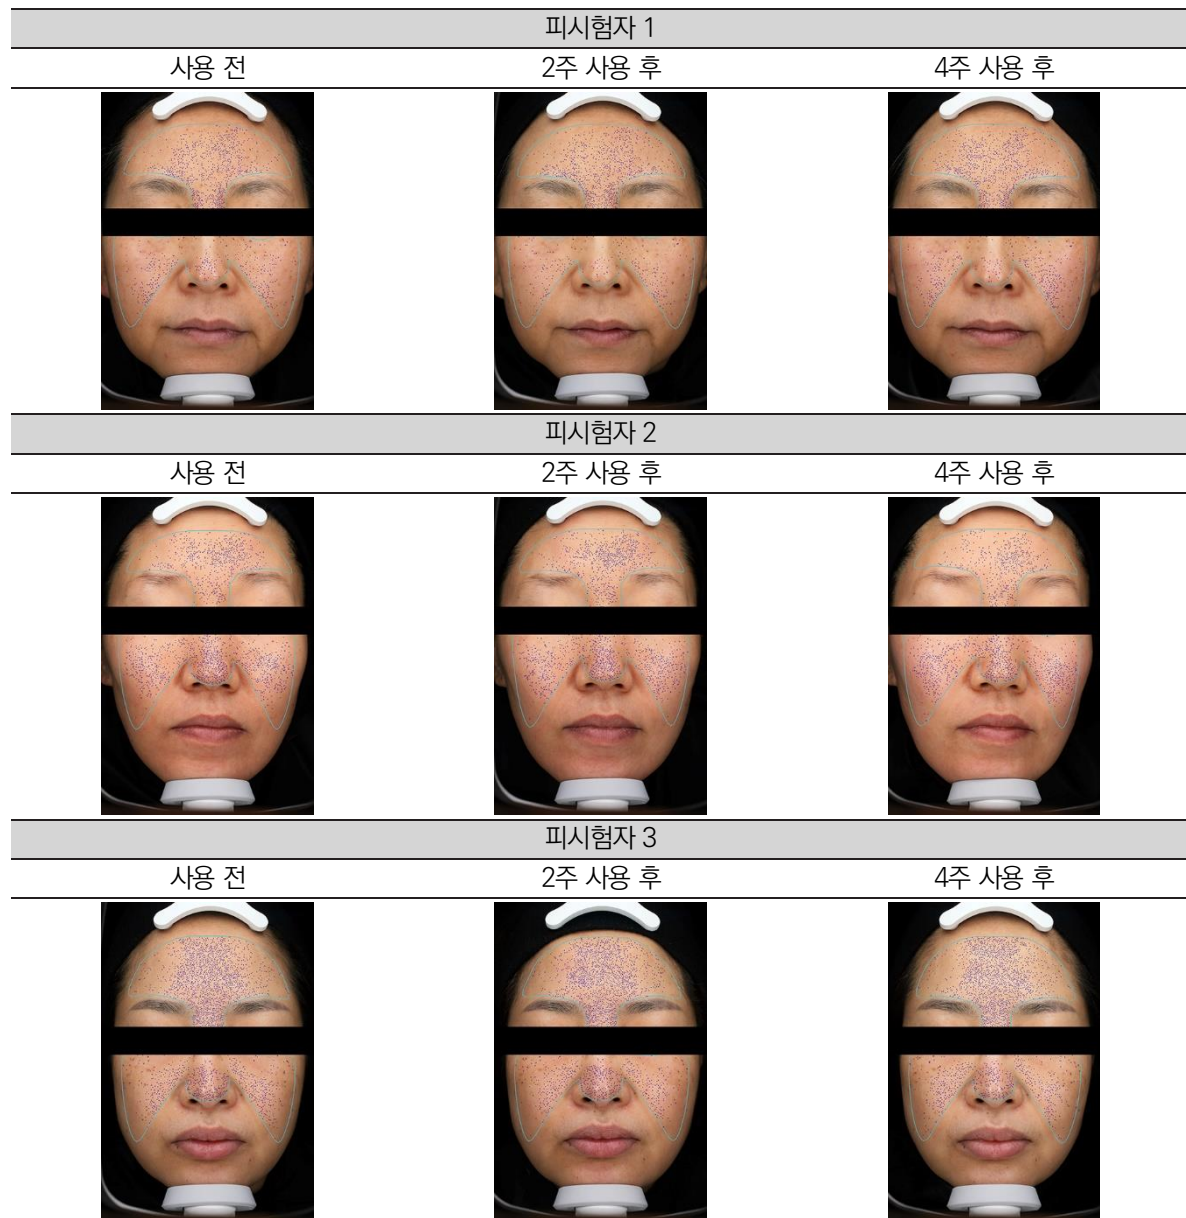 피시험자 1
사용 전 2주 사용 후 4주 사용 후
피시험자 2
사용 전 2주 사용 후 4주 사용 후
피시험자 3
사용 전 2주 사용 후 4주 사용 후